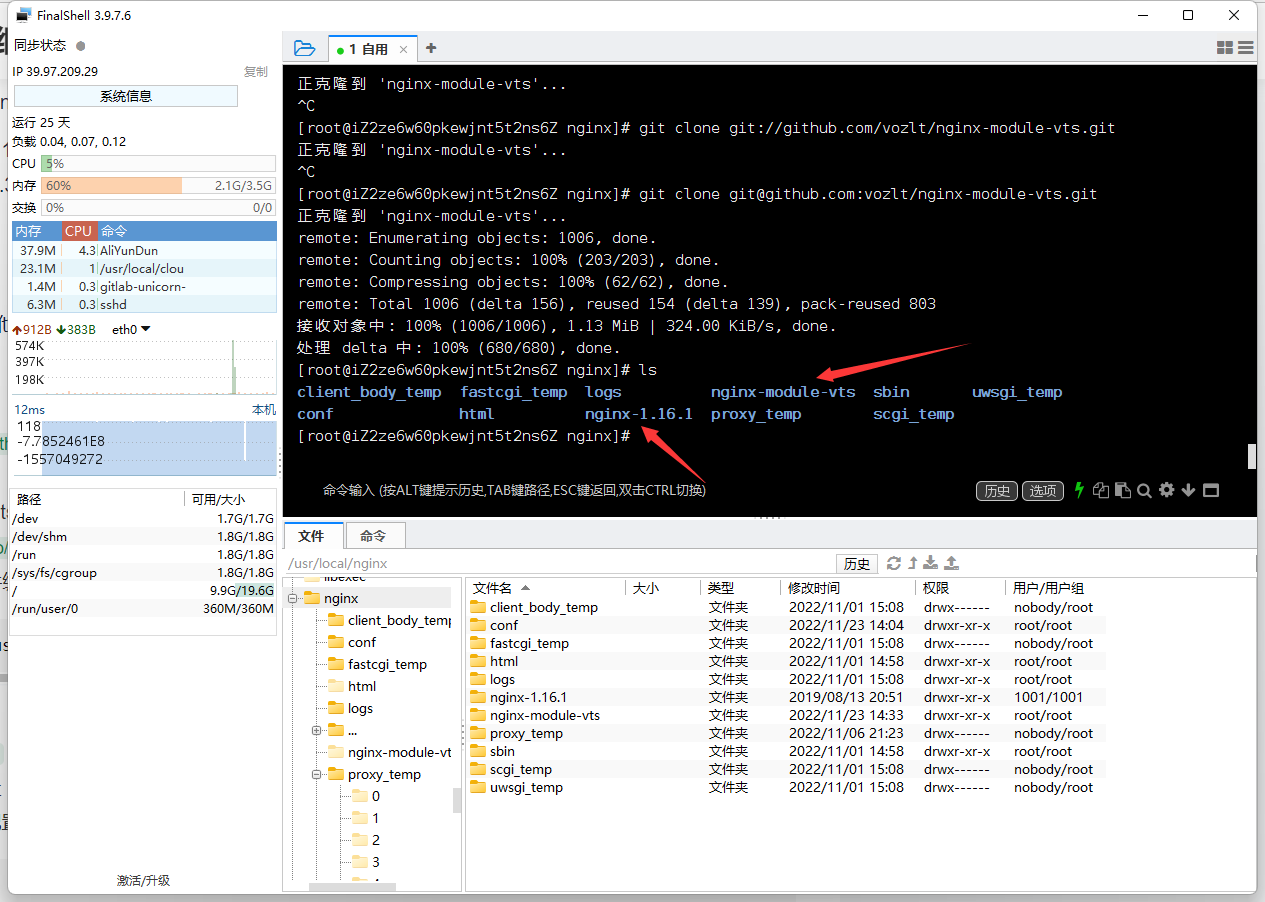 FinalShell 3.9.7.6
同步状态
IP 39.97.209.29 复制
系统信息
运行 25 天
负载 0.04, 0.07, 0.12
CPU 5%
内存 60% 2.1G/3.5G
交换 0% 0/0
内存 CPU 命令
37.9M 4.3 AliYunDun
23.1M 1 /usr/local/clou
1.4M 0.3 gitlab-unicorn-
6.3M 0.3 sshd
912B 383B eth0
574K
397K
198K
12ms 本机
118
-7.7852461E8
-1557049272
路径 可用/大小
/dev 1.7G/1.7G
/dev/shm 1.8G/1.8G
/run 1.8G/1.8G
/sys/fs/cgroup 1.8G/1.8G
/ 9.9G/19.6G
/run/user/0 360M/360M
激活/升级
1 自用
正克隆到 'nginx-module-vts'...
^C
[root@iZ2ze6w60pkewjnt5t2ns6Z nginx]# git clone git://github.com/vozlt/nginx-module-vts.git
正克隆到 'nginx-module-vts'...
^C
[root@iZ2ze6w60pkewjnt5t2ns6Z nginx]# git clone git@github.com:vozlt/nginx-module-vts.git
正克隆到 'nginx-module-vts'...
remote: Enumerating objects: 1006, done.
remote: Counting objects: 100% (203/203), done.
remote: Compressing objects: 100% (62/62), done.
remote: Total 1006 (delta 156), reused 154 (delta 139), pack-reused 803
接收对象中: 100% (1006/1006), 1.13 MiB | 324.00 KiB/s, done.
处理 delta 中: 100% (680/680), done.
[root@iZ2ze6w60pkewjnt5t2ns6Z nginx]# ls
client_body_temp fastcgi_temp logs nginx-module-vts sbin uwsgi_temp
conf html nginx-1.16.1 proxy_temp scgi_temp
[root@iZ2ze6w60pkewjnt5t2ns6Z nginx]#
命令输入 (按ALT键提示历史,TAB键路径,ESC键返回,双击CTRL切换)
历史 选项
文件 命令
/usr/local/nginx 历史
libexec
nginx
client_body_temp
conf
fastcgi_temp
html
logs
...
nginx-module-vt
proxy_temp
0
1
2
3
文件名 大小 类型 修改时间 权限 用户/用户组
client_body_temp 文件夹 2022/11/01 15:08 drwx------ nobody/root
conf 文件夹 2022/11/23 14:04 drwxr-xr-x root/root
fastcgi_temp 文件夹 2022/11/01 15:08 drwx------ nobody/root
html 文件夹 2022/11/01 14:58 drwxr-xr-x root/root
logs 文件夹 2022/11/01 15:08 drwxr-xr-x root/root
nginx-1.16.1 文件夹 2019/08/13 20:51 drwxr-xr-x 1001/1001
nginx-module-vts 文件夹 2022/11/23 14:33 drwxr-xr-x root/root
proxy_temp 文件夹 2022/11/06 21:23 drwx------ nobody/root
sbin 文件夹 2022/11/01 14:58 drwxr-xr-x root/root
scgi_temp 文件夹 2022/11/01 15:08 drwx------ nobody/root
uwsgi_temp 文件夹 2022/11/01 15:08 drwx------ nobody/root